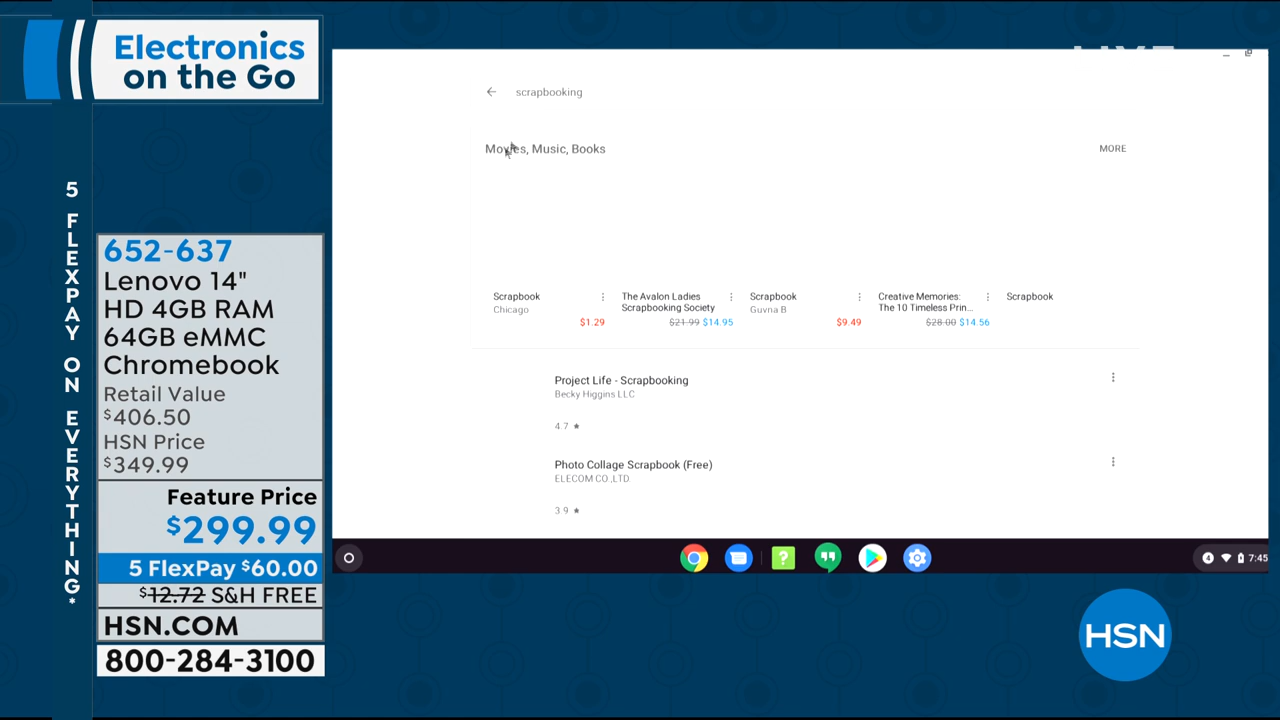 Electronics
on the Go
5 FLEXPAY ON EVERYTHING*
652-637
Lenovo 14"
HD 4GB RAM
64GB eMMC
Chromebook
Retail Value
$406.50
HSN Price
$349.99
Feature Price
$299.99
5 FlexPay $60.00
$12.72 S&H FREE
HSN.COM
800-284-3100
LIVE
scrapbooking
Movies, Music, Books
MORE
Scrapbook
Chicago
$1.29
The Avalon Ladies
Scrapbooking Society
$21.99 $14.95
Scrapbook
Guvna B
$9.49
Creative Memories:
The 10 Timeless Prin...
$28.00 $14.56
Scrapbook
Project Life - Scrapbooking
Becky Higgins LLC
4.7 ★
Photo Collage Scrapbook (Free)
ELECOM CO.,LTD.
3.9 ★
4
7:45
HSN